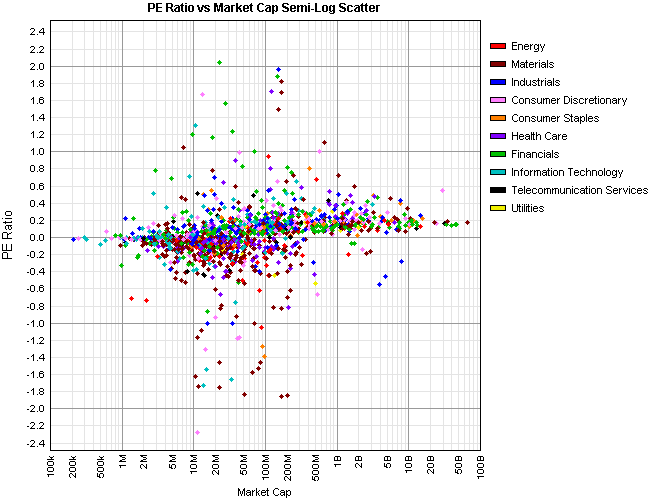 PE Ratio vs Market Cap Semi-Log Scatter
2.4
2.2
2.0
1.8
1.6
1.4
1.2
1.0
0.8
0.6
0.4
0.2
0.0
-0.2
-0.4
-0.6
-0.8
-1.0
-1.2
-1.4
-1.6
-1.8
-2.0
-2.2
-2.4
PE Ratio
100k
200k
500k
1M
2M
5M
10M
20M
50M
100M
200M
500M
1B
2B
5B
10B
20B
50B
100B
Market Cap
Energy
Materials
Industrials
Consumer Discretionary
Consumer Staples
Health Care
Financials
Information Technology
Telecommunication Services
Utilities